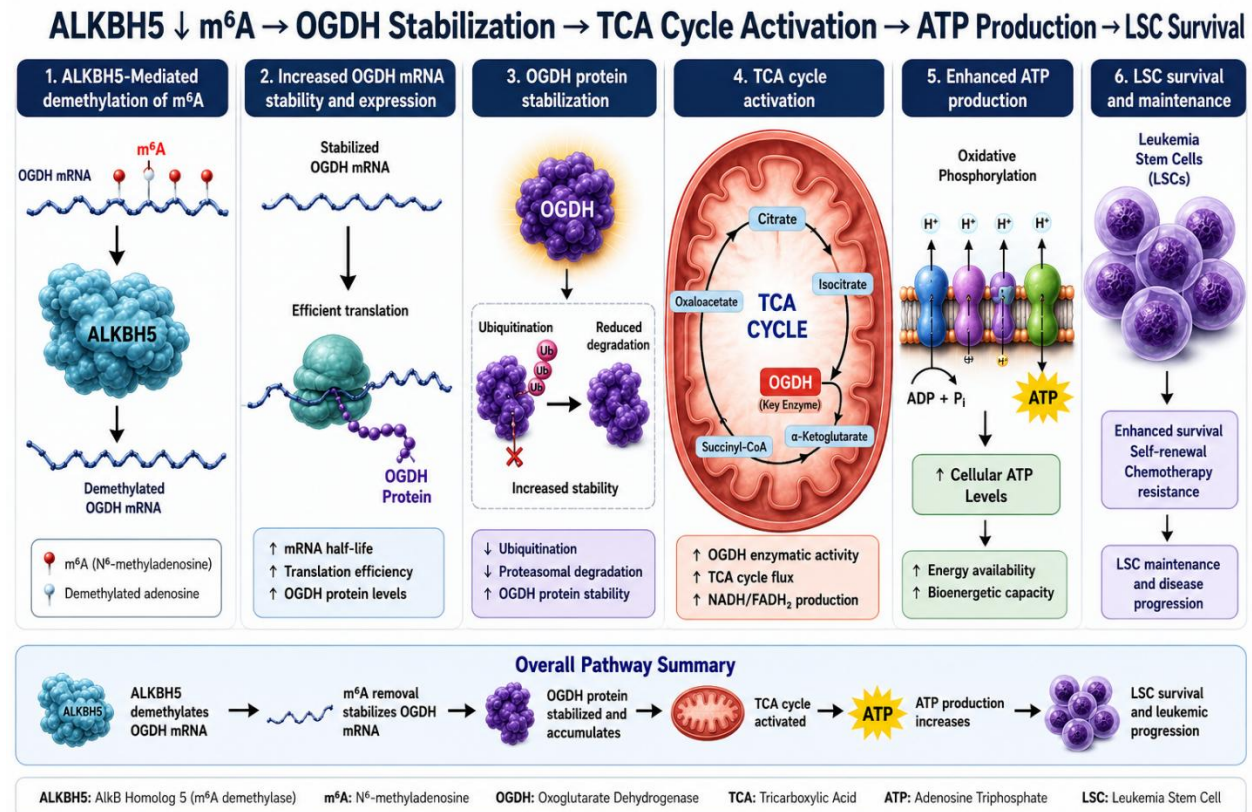 ALKBH5 ↓ m⁶A → OGDH Stabilization → TCA Cycle Activation → ATP Production → LSC Survival
1. ALKBH5-Mediated
demethylation of m⁶A
m⁶A
OGDH mRNA
ALKBH5
Demethylated
OGDH mRNA
m⁶A (N⁶-methyladenosine)
Demethylated adenosine
2. Increased OGDH mRNA
stability and expression
Stabilized
OGDH mRNA
Efficient translation
OGDH
Protein
↑ mRNA half-life
↑ Translation efficiency
↑ OGDH protein levels
3. OGDH protein
stabilization
OGDH
Ubiquitination
Ub
Ub
Ub
Reduced
degradation
Increased stability
↓ Ubiquitination
↓ Proteasomal degradation
↑ OGDH protein stability
4. TCA cycle
activation
Citrate
Isocitrate
Oxaloacetate
TCA
CYCLE
OGDH
(Key Enzyme)
α-Ketoglutarate
Succinyl-CoA
↑ OGDH enzymatic activity
↑ TCA cycle flux
↑ NADH/FADH₂ production
5. Enhanced ATP
production
Oxidative
Phosphorylation
H⁺ H⁺ H⁺ H⁺
ADP + Pᵢ
ATP
↑ Cellular ATP
Levels
↑ Energy availability
↑ Bioenergetic capacity
6. LSC survival
and maintenance
Leukemia
Stem Cells
(LSCs)
Enhanced survival
Self-renewal
Chemotherapy
resistance
LSC maintenance
and disease
progression
Overall Pathway Summary
ALKBH5
ALKBH5
demethylates
OGDH mRNA
m⁶A removal
stabilizes OGDH
mRNA
OGDH protein
stabilized and
accumulates
TCA cycle
activated
ATP
ATP production
increases
LSC survival
and leukemic
progression
ALKBH5: AlkB Homolog 5 (m⁶A demethylase) m⁶A: N⁶-methyladenosine OGDH: Oxoglutarate Dehydrogenase TCA: Tricarboxylic Acid ATP: Adenosine Triphosphate LSC: Leukemia Stem Cell